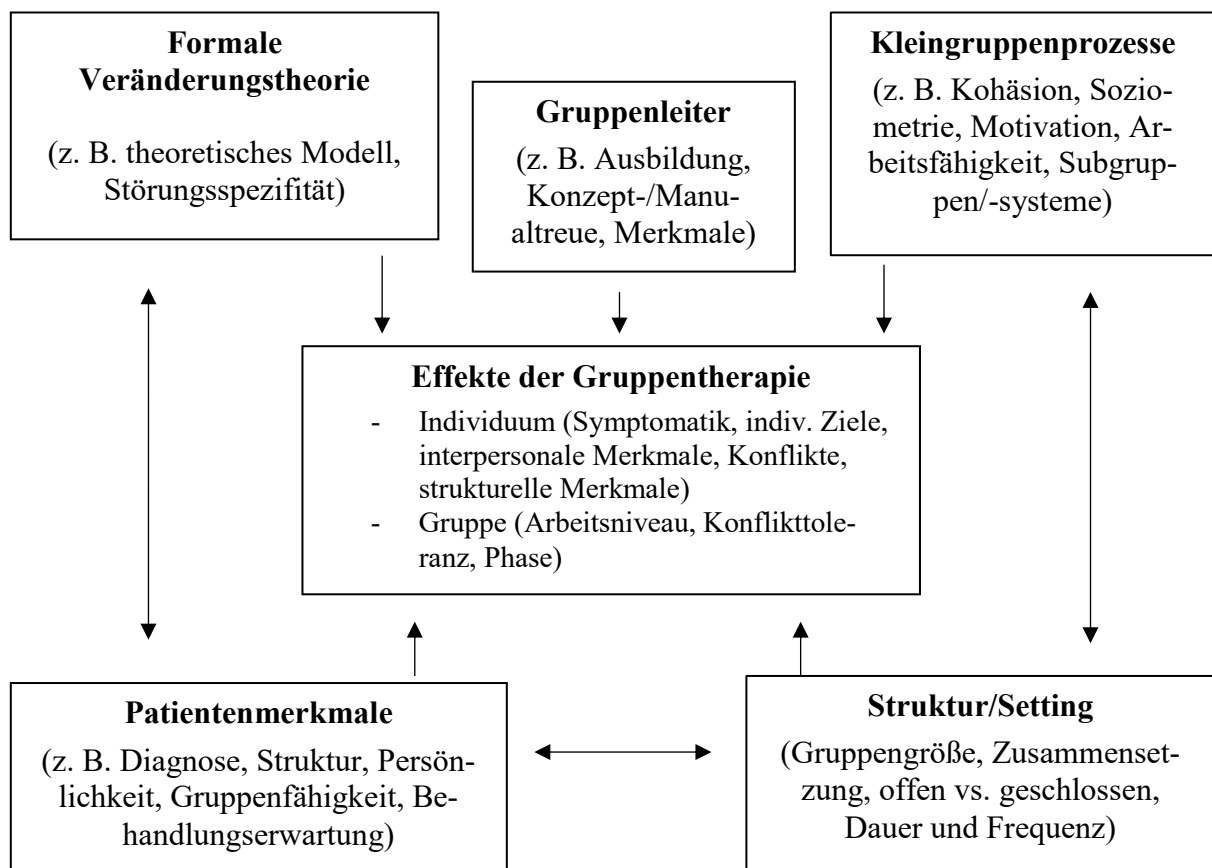 Formale
Veränderungstheorie
(z. B. theoretisches Modell,
Störungsspezifität)
Gruppenleiter
(z. B. Ausbildung,
Konzept-/Manu-
altreue, Merkmale)
Kleingruppenprozesse
(z. B. Kohäsion, Sozio-
metrie, Motivation, Ar-
beitsfähigkeit, Subgrup-
pen/-systeme)
Effekte der Gruppentherapie
- Individuum (Symptomatik, indiv. Ziele,
interpersonale Merkmale, Konflikte,
strukturelle Merkmale)
- Gruppe (Arbeitsniveau, Konflikttole-
ranz, Phase)
Patientenmerkmale
(z. B. Diagnose, Struktur, Persön-
lichkeit, Gruppenfähigkeit, Be-
handlungserwartung)
Struktur/Setting
(Gruppengröße, Zusammenset-
zung, offen vs. geschlossen,
Dauer und Frequenz)